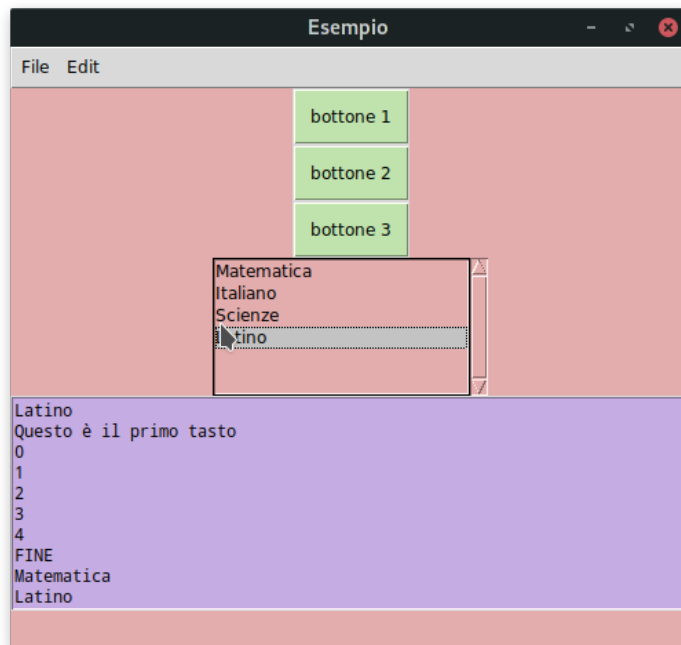 Esempio
File Edit
bottone 1
bottone 2
bottone 3
Matematica
Italiano
Scienze
Latino
Latino
Questo è il primo tasto
0
1
2
3
4
FINE
Matematica
Latino